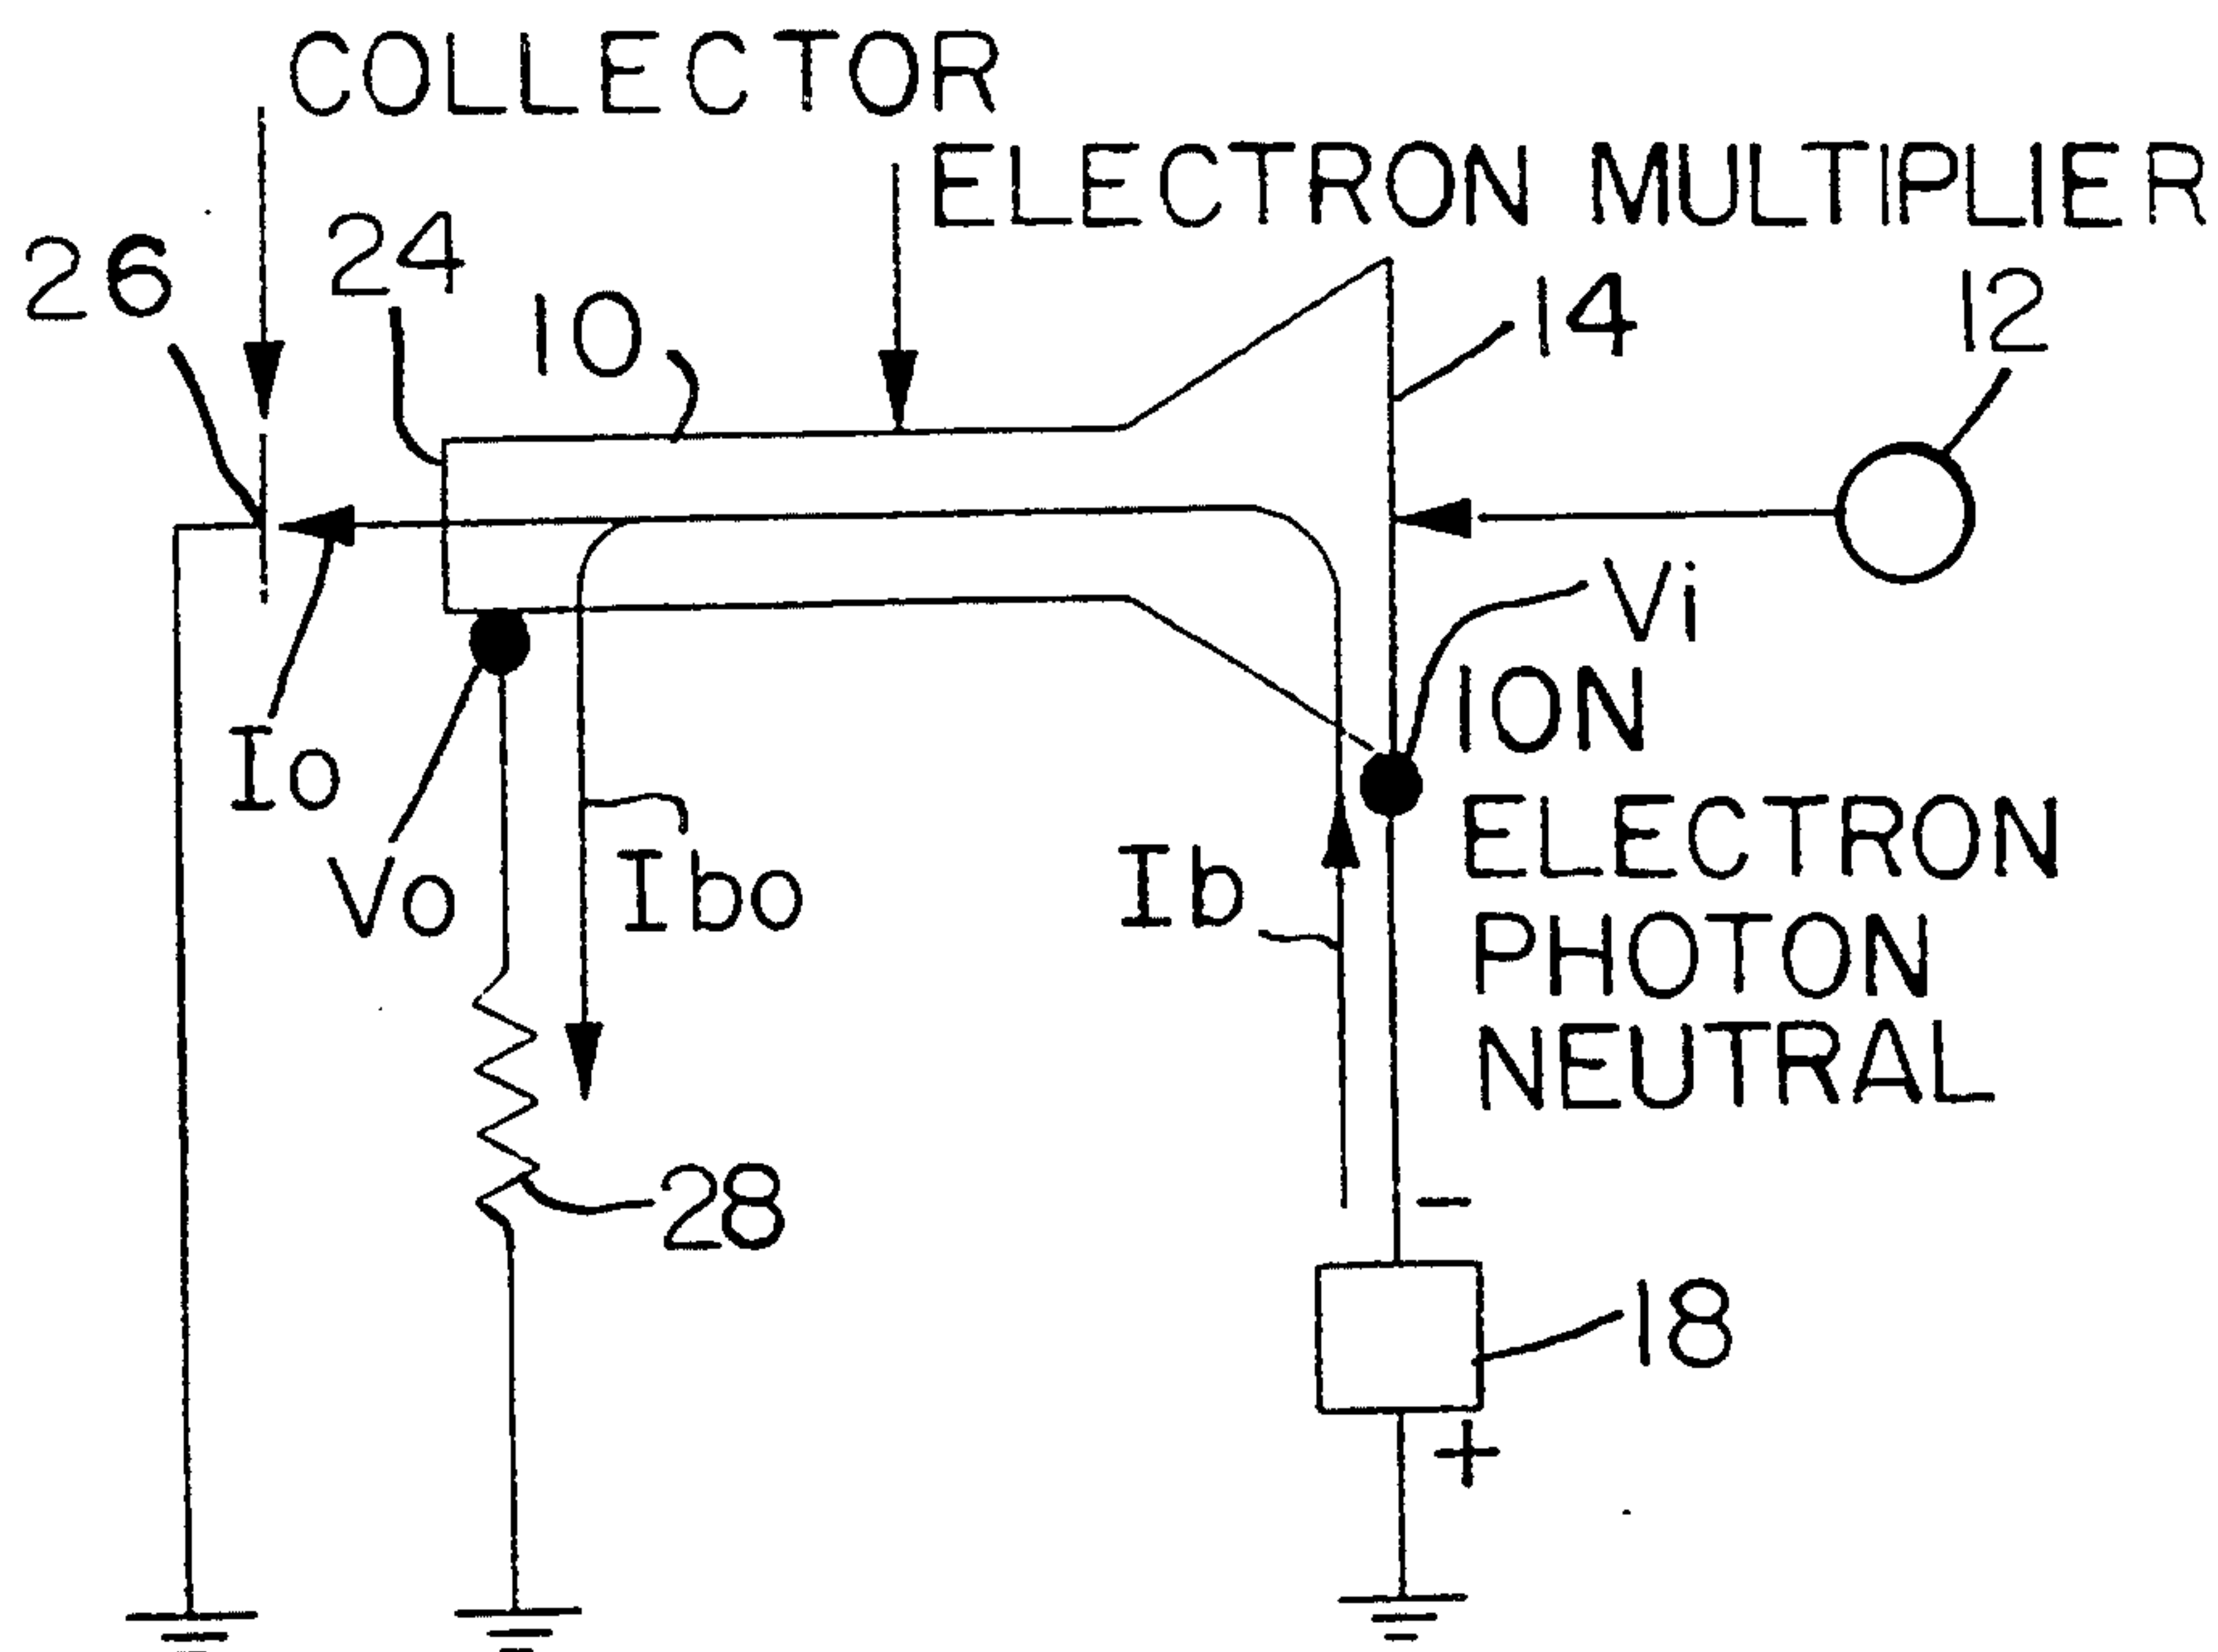 COLLECTOR
ELECTRON MULTIPLIER
26
24
10
14
12
Vi
ION
ELECTRON
PHOTON
NEUTRAL
Io
Vo
Ibo
Ib
28
-
18
+